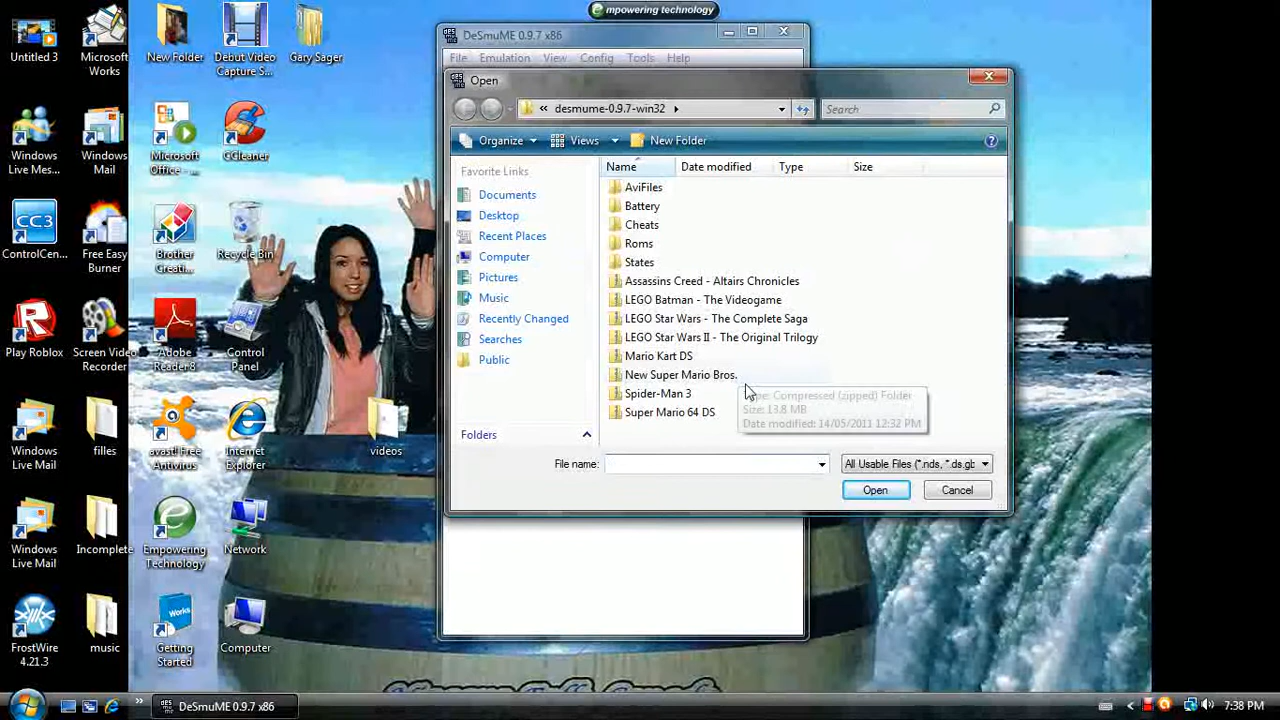 empowering technology
Untitled 3
Microsoft Works
New Folder
Debut Video Capture S...
Gary Sager
Windows Live Mes...
Windows Mail
Microsoft Office - ...
CCleaner
ControlCen...
Free Easy Burner
Brother Creati...
Recycle Bin
Play Roblox
Screen Video Recorder
Adobe Reader 8
Control Panel
Windows Live Mail
filles
avast! Free Antivirus
Internet Explorer
videos
Windows Live Mail
Incomplete
Empowering Technology
Network
FrostWire 4.21.3
music
Getting Started
Computer
CC3
Works
DeSmuME 0.9.7 x86
File Emulation View Config Tools Help
Open
« desmume-0.9.7-win32
Search
Organize Views New Folder
Favorite Links
Documents
Desktop
Recent Places
Computer
Pictures
Music
Recently Changed
Searches
Public
Folders
Name Date modified Type Size
AviFiles
Battery
Cheats
Roms
States
Assassins Creed - Altairs Chronicles
LEGO Batman - The Videogame
LEGO Star Wars - The Complete Saga
LEGO Star Wars II - The Original Trilogy
Mario Kart DS
New Super Mario Bros.
Spider-Man 3
Super Mario 64 DS
Type: Compressed (zipped) Folder
Size: 13.8 MB
Date modified: 14/05/2011 12:32 PM
File name:
All Usable Files (*.nds, *.ds.gb
Open Cancel
DeSmuME 0.9.7 x86
7:38 PM